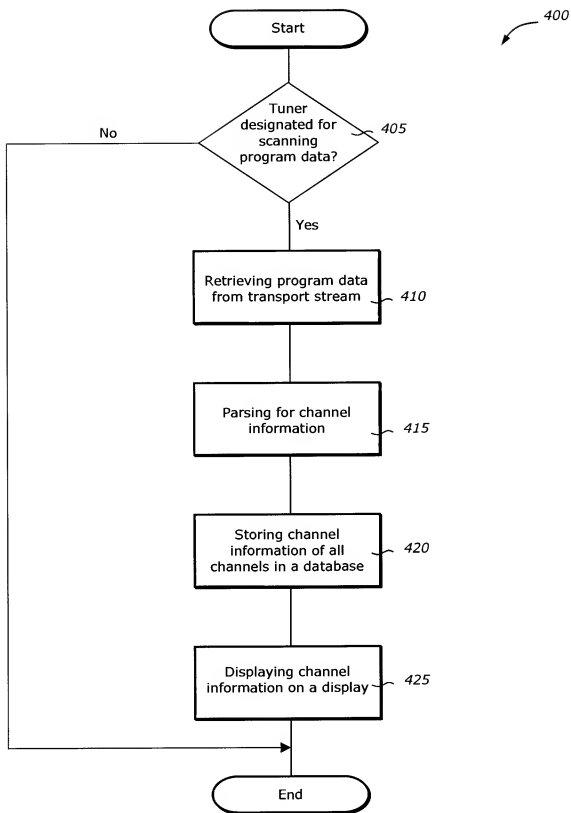 Start
400
Tuner
designated for
scanning
program data?
405
No
Yes
Retrieving program data
from transport stream
410
Parsing for channel
information
415
Storing channel
information of all
channels in a database
420
Displaying channel
information on a display
425
End